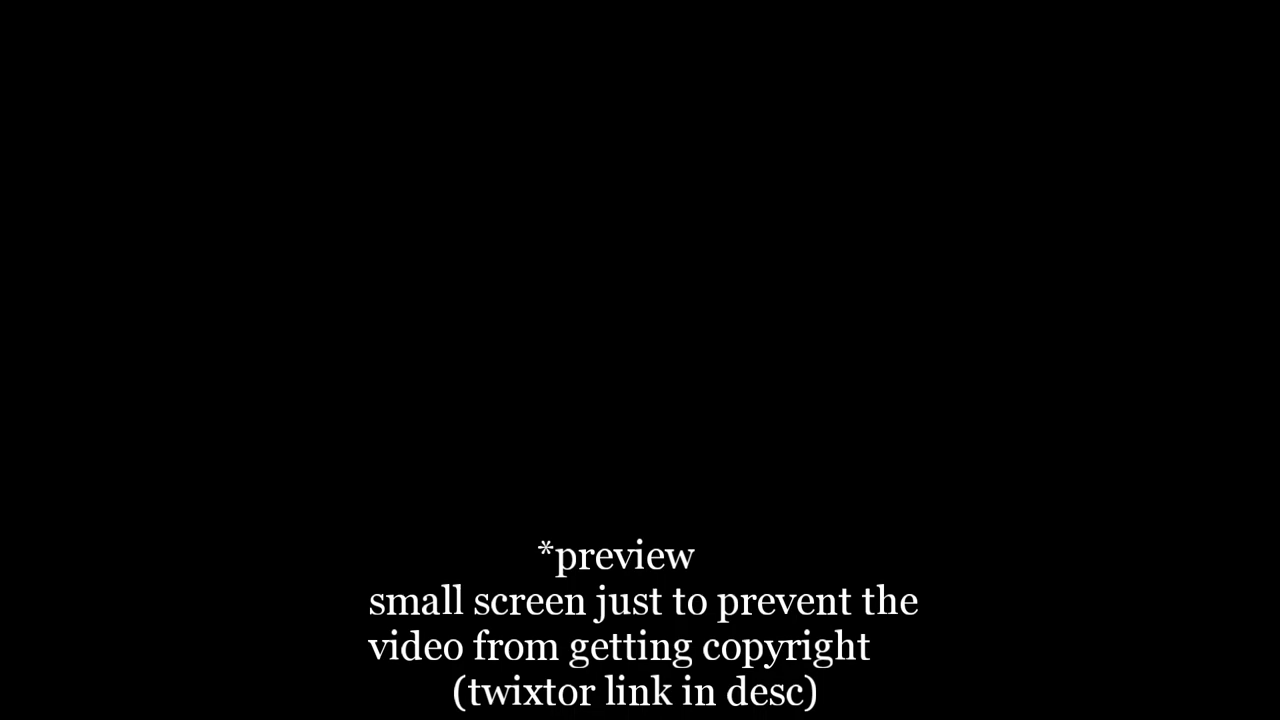 *preview
small screen just to prevent the
video from getting copyright
(twixtor link in desc)